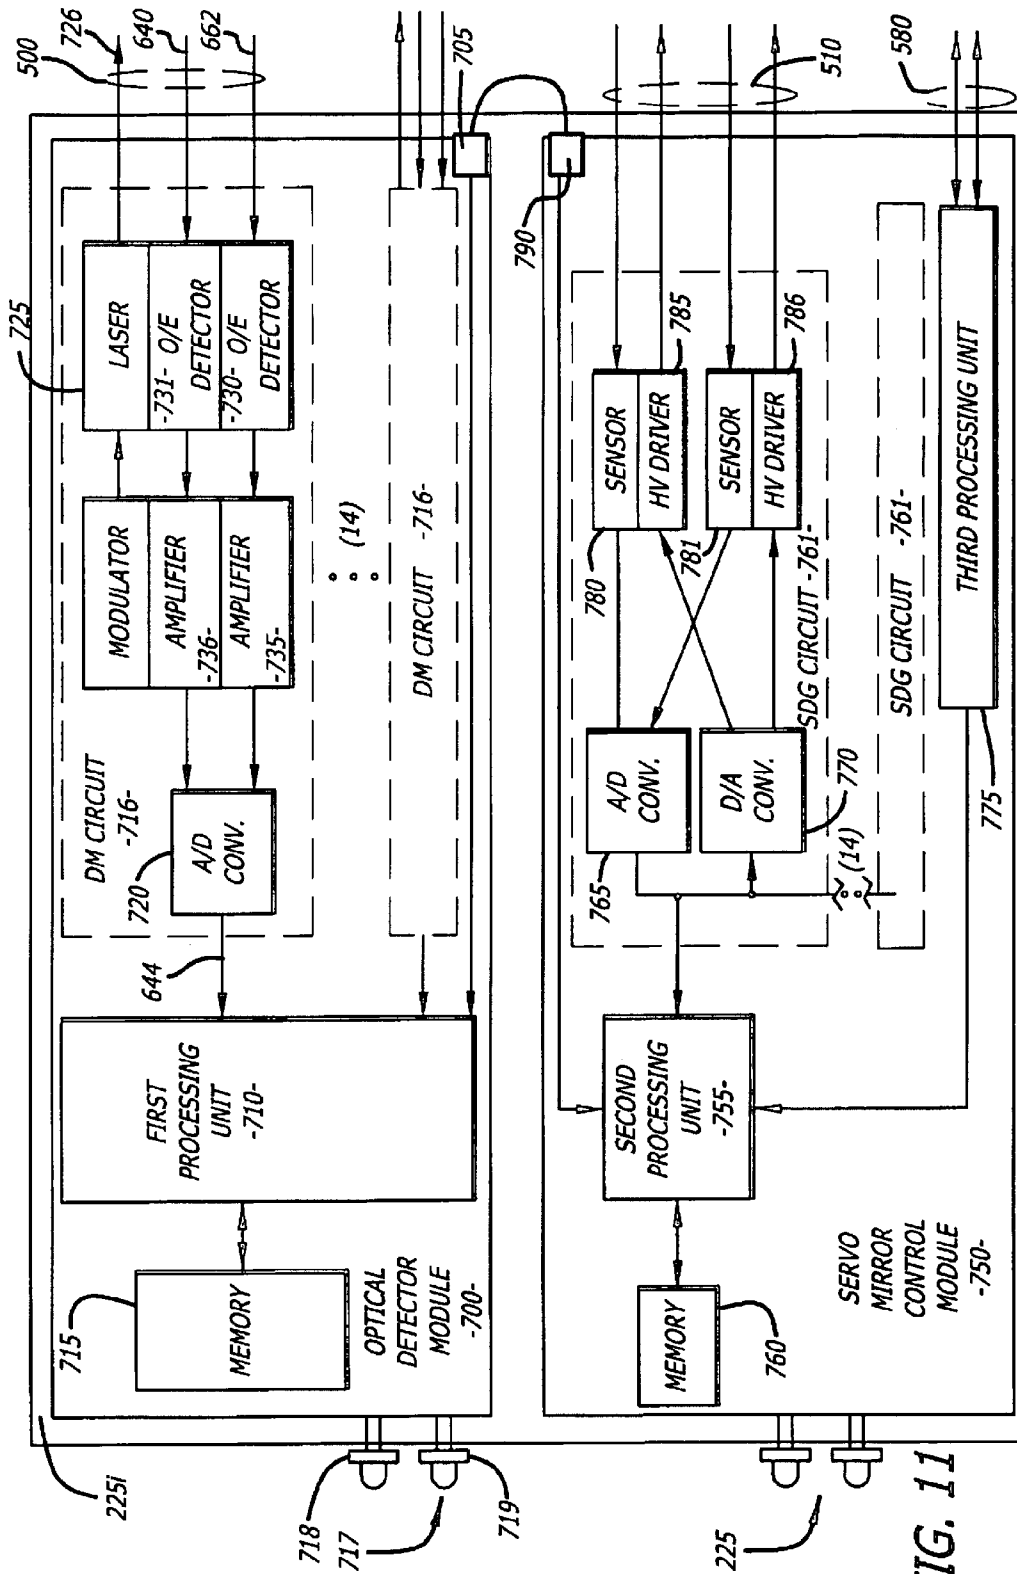 500
726
640
662
705
510
580
725
LASER
-731- O/E
DETECTOR
-730- O/E
DETECTOR
MODULATOR
AMPLIFIER
-736-
AMPLIFIER
-735-
(14)
DM CIRCUIT -716-
DM CIRCUIT
-716-
720
A/D
CONV.
644
FIRST
PROCESSING
UNIT
-710-
715
MEMORY
OPTICAL
DETECTOR
MODULE
-700-
225i
718
717
719
790
SENSOR
HV DRIVER
785
SENSOR
HV DRIVER
786
780
781
A/D
CONV.
D/A
CONV.
765
770
SDG CIRCUIT -761-
(14)
SDG CIRCUIT -761-
THIRD PROCESSING UNIT
775
SECOND
PROCESSING
UNIT
-755-
MEMORY
760
SERVO
MIRROR
CONTROL
MODULE
-750-
225
FIG. 11